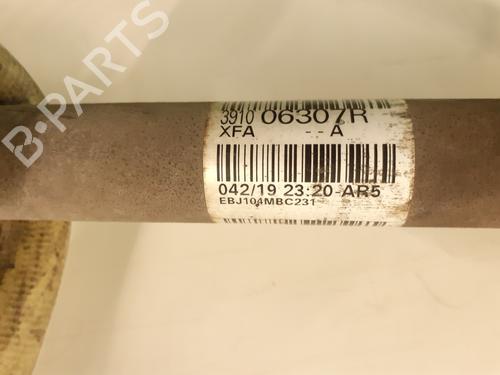 3910 06307R
XFA --A
042/19 23:20-AR5
EBJ104MBC231
B-PARTS